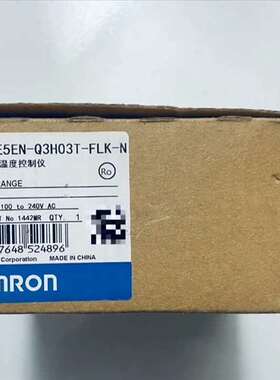 E5EN-Q3H03T-FLK-N
温度控制仪
Ro
ANGE
100 to 240V AC
T No 1442MR QTY. 1
7648 524896
MRON
Corporation MADE IN CHINA